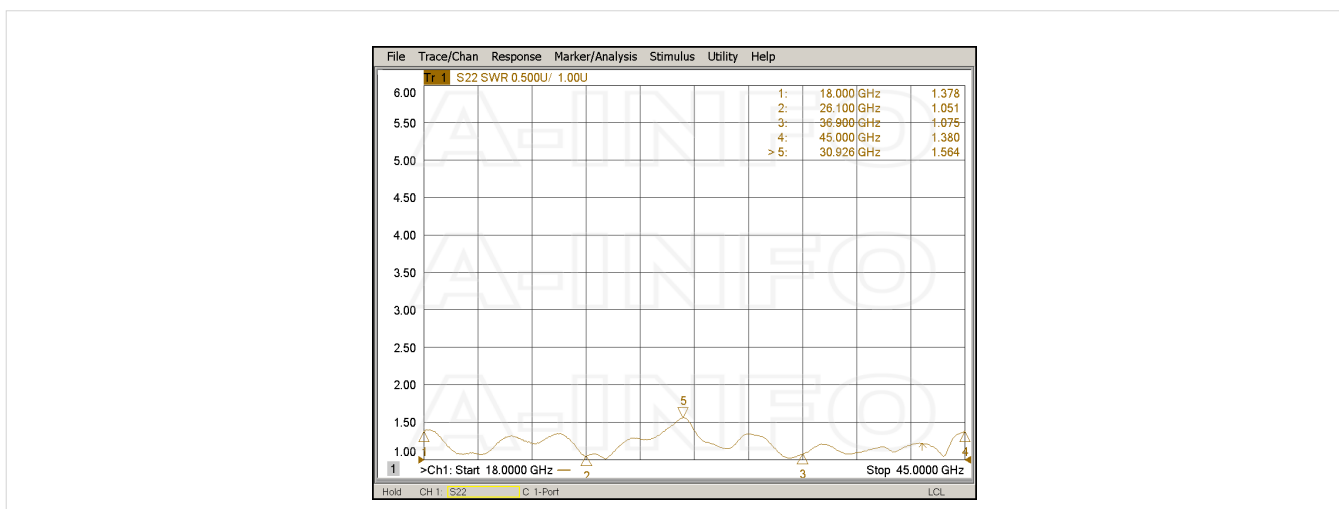 File Trace/Chan Response Marker/Analysis Stimulus Utility Help
Tr 1 S22 SWR 0.500U/ 1.00U
6.00
5.50
5.00
4.50
4.00
3.50
3.00
2.50
2.00
1.50
1.00
1: 18.000 GHz 1.378
2: 26.100 GHz 1.051
3: 36.900 GHz 1.075
4: 45.000 GHz 1.380
> 5: 30.926 GHz 1.564
A-INFO
A-INFO
A-INFO
5
1
2
3
4
1 >Ch1: Start 18.0000 GHz — Stop 45.0000 GHz
Hold CH 1: S22 C 1-Port LCL